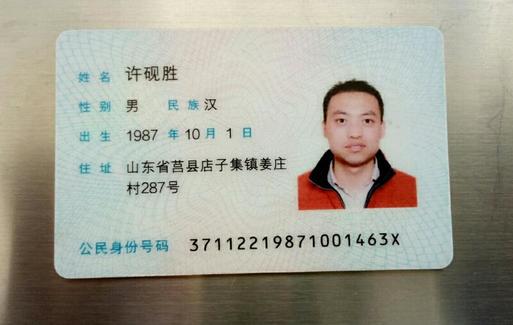 姓名 许砚胜
性别 男 民族 汉
出生 1987 年 10 月 1 日
住址 山东省莒县店子集镇姜庄
村287号
公民身份号码 37112219871001463X